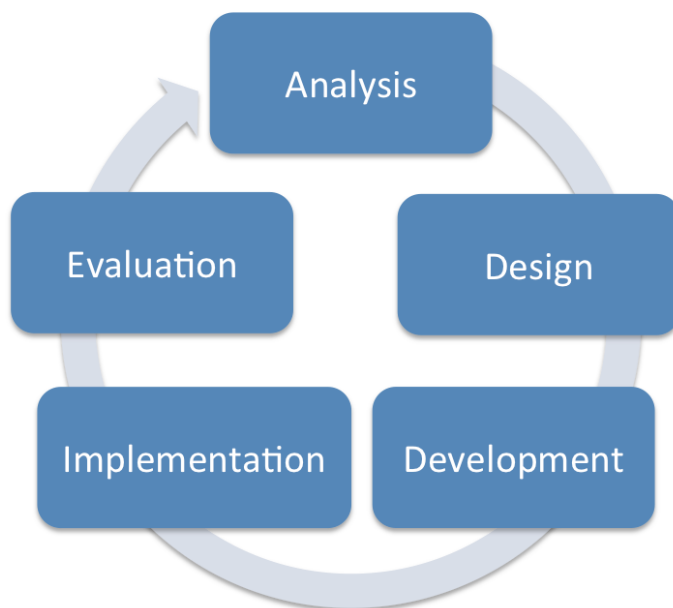 Analysis
Design
Development
Implementation
Evaluation